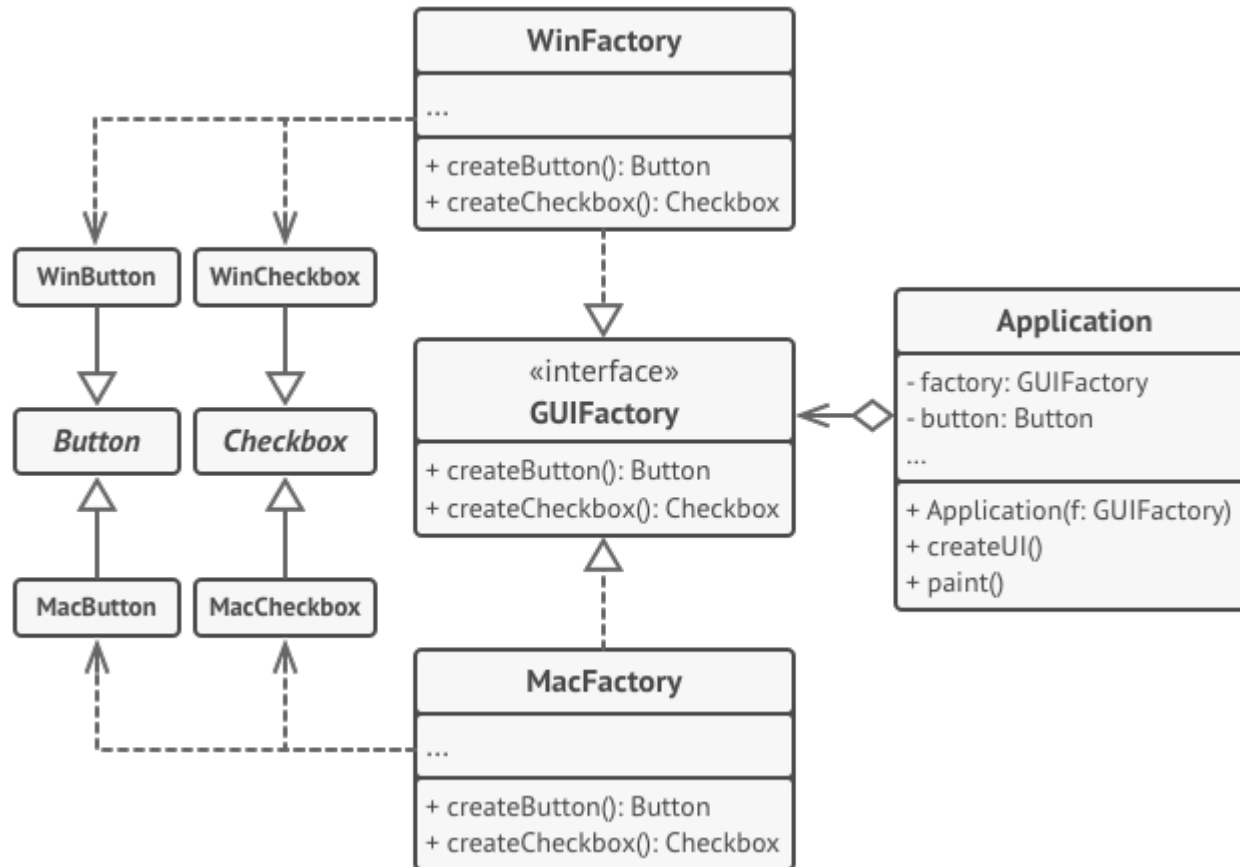 WinFactory
...
+ createButton(): Button
+ createCheckbox(): Checkbox
WinButton
WinCheckbox
Button
Checkbox
MacButton
MacCheckbox
«interface»
GUIFactory
+ createButton(): Button
+ createCheckbox(): Checkbox
Application
- factory: GUIFactory
- button: Button
...
+ Application(f: GUIFactory)
+ createUI()
+ paint()
MacFactory
...
+ createButton(): Button
+ createCheckbox(): Checkbox